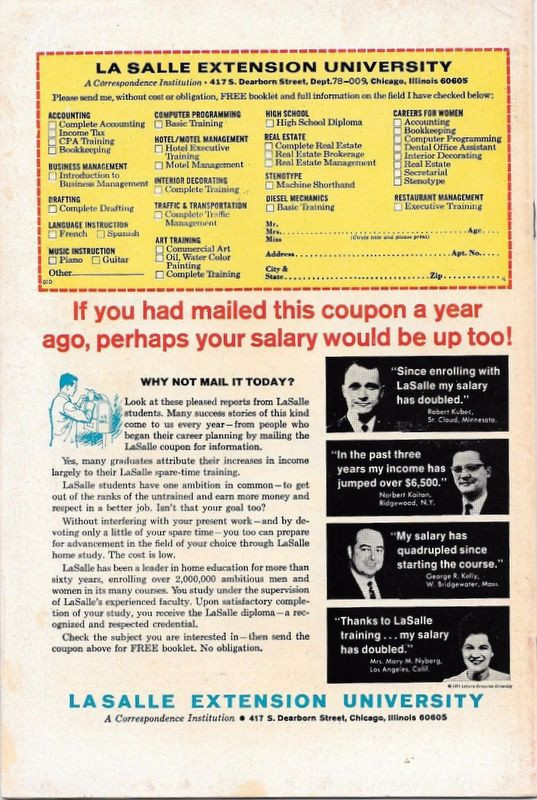 LA SALLE EXTENSION UNIVERSITY
A Correspondence Institution • 417 S. Dearborn Street, Dept.78-009, Chicago, Illinois 60605
Please send me, without cost or obligation, FREE booklet and full information on the field I have checked below:
ACCOUNTING
Complete Accounting
Income Tax
CPA Training
Bookkeeping
BUSINESS MANAGEMENT
Introduction to
Business Management
DRAFTING
Complete Drafting
LANGUAGE INSTRUCTION
French Spanish
MUSIC INSTRUCTION
Piano Guitar
Other
COMPUTER PROGRAMMING
Basic Training
HOTEL/MOTEL MANAGEMENT
Hotel Executive
Training
Motel Management
INTERIOR DECORATING
Complete Training
TRAFFIC & TRANSPORTATION
Complete Traffic
Management
ART TRAINING
Commercial Art
Oil, Water Color
Painting
Complete Training
HIGH SCHOOL
High School Diploma
REAL ESTATE
Complete Real Estate
Real Estate Brokerage
Real Estate Management
STENOTYPE
Machine Shorthand
DIESEL MECHANICS
Basic Training
CAREERS FOR WOMEN
Accounting
Bookkeeping
Computer Programming
Dental Office Assistant
Interior Decorating
Real Estate
Secretarial
Stenotype
RESTAURANT MANAGEMENT
Executive Training
Mr.
Mrs. Age
Miss (Circle title and please print)
Address Apt. No.
City &
State Zip
If you had mailed this coupon a year
ago, perhaps your salary would be up too!
WHY NOT MAIL IT TODAY?
Look at these pleased reports from LaSalle
students. Many success stories of this kind
come to us every year—from people who
began their career planning by mailing the
LaSalle coupon for information.
Yes, many graduates attribute their increases in income
largely to their LaSalle spare-time training.
LaSalle students have one ambition in common—to get
out of the ranks of the untrained and earn more money and
respect in a better job. Isn't that your goal too?
Without interfering with your present work—and by de-
voting only a little of your spare time—you too can prepare
for advancement in the field of your choice through LaSalle
home study. The cost is low.
LaSalle has been a leader in home education for more than
sixty years, enrolling over 2,000,000 ambitious men and
women in its many courses. You study under the supervision
of LaSalle's experienced faculty. Upon satisfactory comple-
tion of your study, you receive the LaSalle diploma—a rec-
ognized and respected credential.
Check the subject you are interested in—then send the
coupon above for FREE booklet. No obligation.
"Since enrolling with
LaSalle my salary
has doubled."
Robert Kubec,
St. Cloud, Minnesota.
"In the past three
years my income has
jumped over $6,500."
Norbert Kaitan,
Ridgewood, N.Y.
"My salary has
quadrupled since
starting the course."
George R. Kelly,
W. Bridgewater, Mass.
"Thanks to LaSalle
training...my salary
has doubled."
Mrs. Mary M. Nyberg,
Los Angeles, Calif.
LA SALLE EXTENSION UNIVERSITY
A Correspondence Institution • 417 S. Dearborn Street, Chicago, Illinois 60605